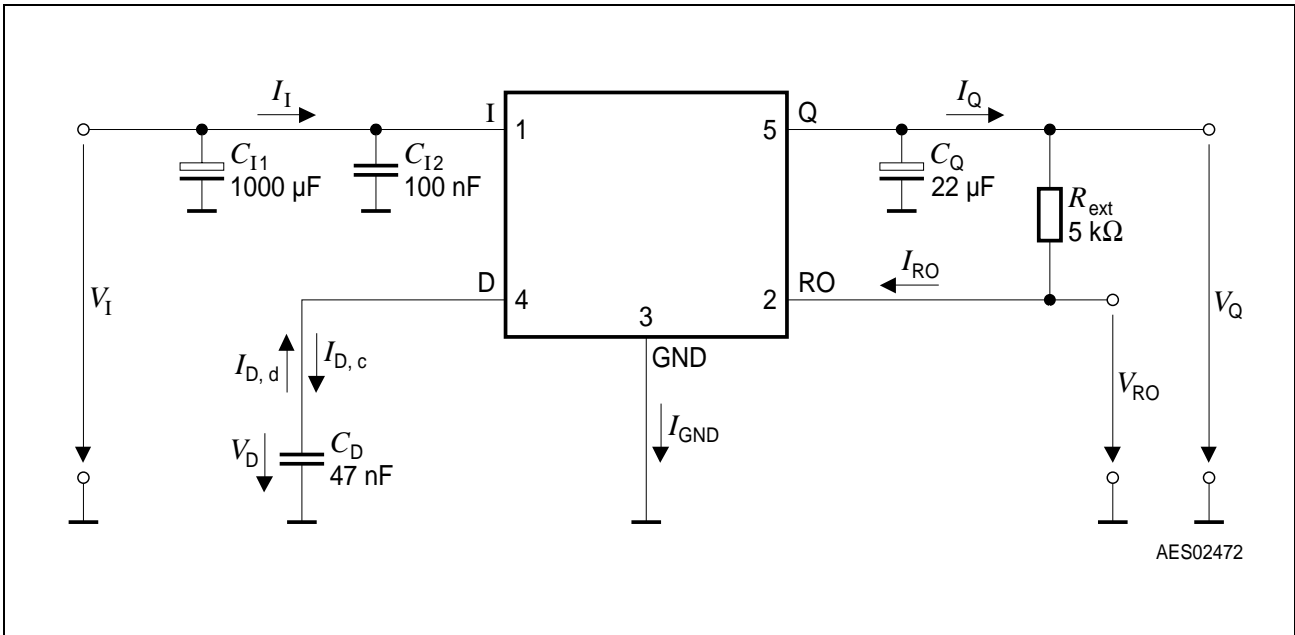 I_I
I_Q
I
1
Q
5
C_I1
1000 µF
C_I2
100 nF
C_Q
22 µF
R_ext
5 kΩ
I_RO
D
4
RO
2
3
GND
V_I
I_D, d
I_D, c
V_Q
V_RO
V_D
C_D
47 nF
I_GND
AES02472